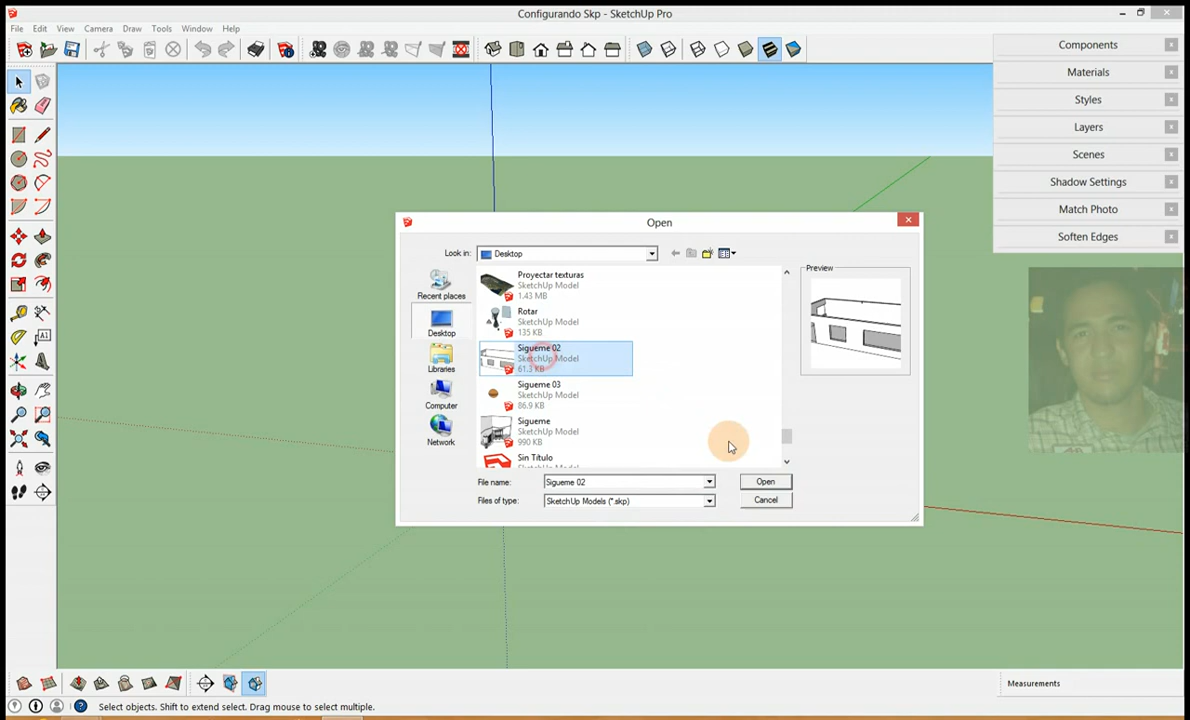 Configurando Skp - SketchUp Pro
File Edit View Camera Draw Tools Window Help
Components
Materials
Styles
Layers
Scenes
Shadow Settings
Match Photo
Soften Edges
Open
Look in: Desktop
Recent places
Desktop
Libraries
Computer
Network
Proyectar texturas
SketchUp Model
1.43 MB
Rotar
SketchUp Model
135 KB
Sigueme 02
SketchUp Model
61.3 KB
Sigueme 03
SketchUp Model
86.9 KB
Sigueme
SketchUp Model
990 KB
Sin Título
Preview
File name: Sigueme 02
Open
Files of type: SketchUp Models (*.skp)
Cancel
A1
Measurements
Select objects. Shift to extend select. Drag mouse to select multiple.